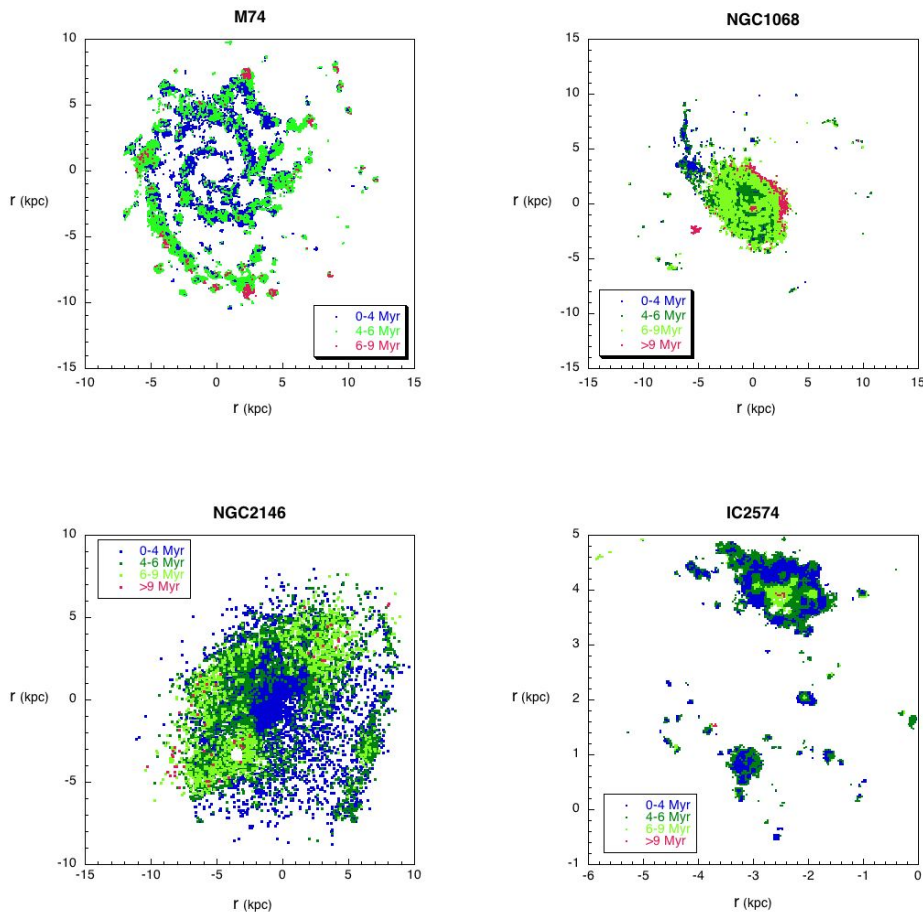 M74
10
5
0
-5
-10
-15
r (kpc)
-10 -5 0 5 10 15
r (kpc)
0-4 Myr
4-6 Myr
6-9 Myr
NGC1068
15
10
5
0
-5
-10
-15
r (kpc)
-15 -10 -5 0 5 10 15
r (kpc)
0-4 Myr
4-6 Myr
6-9Myr
>9 Myr
NGC2146
10
5
0
-5
-10
r (kpc)
-15 -10 -5 0 5 10
r (kpc)
0-4 Myr
4-6 Myr
6-9 Myr
>9 Myr
IC2574
5
4
3
2
1
0
-1
r (kpc)
-6 -5 -4 -3 -2 -1 0
r (kpc)
0-4 Myr
4-6 Myr
6-9 Myr
>9 Myr